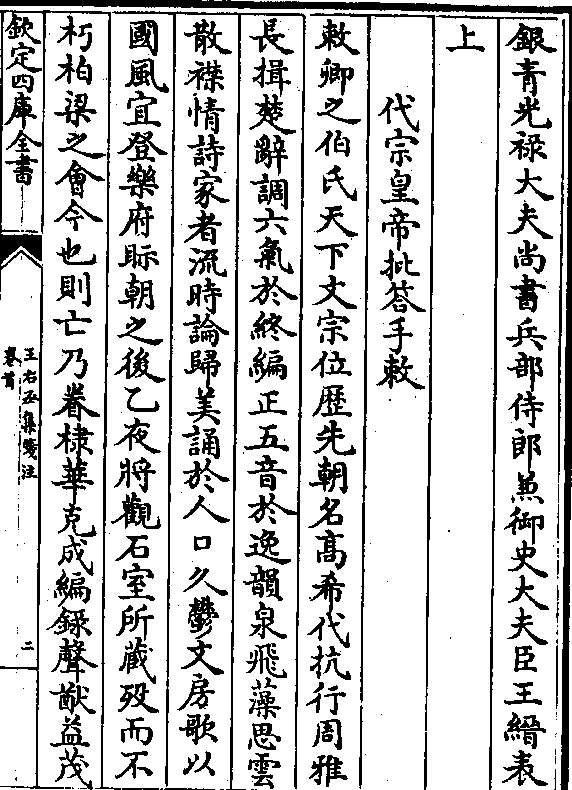 銀青光禄大夫尚書兵部侍郎兼御史大夫臣王縉表
上
代宗皇帝批答手敕
敕卿之伯氏天下文宗位歷先朝名高希代抗行周雅
長揖楚辭調六氣於終編正五音於逸韻泉飛藻思雲
散襟情詩家者流時論歸美誦於人口久鬱文房歌以
國風宜登樂府眎朝之後乙夜將觀石室所藏歿而不
朽柏梁之會今也則亡乃眷棣華克成編錄聲猷益茂
欽定四庫全書
王右丞集箋注
卷首
二